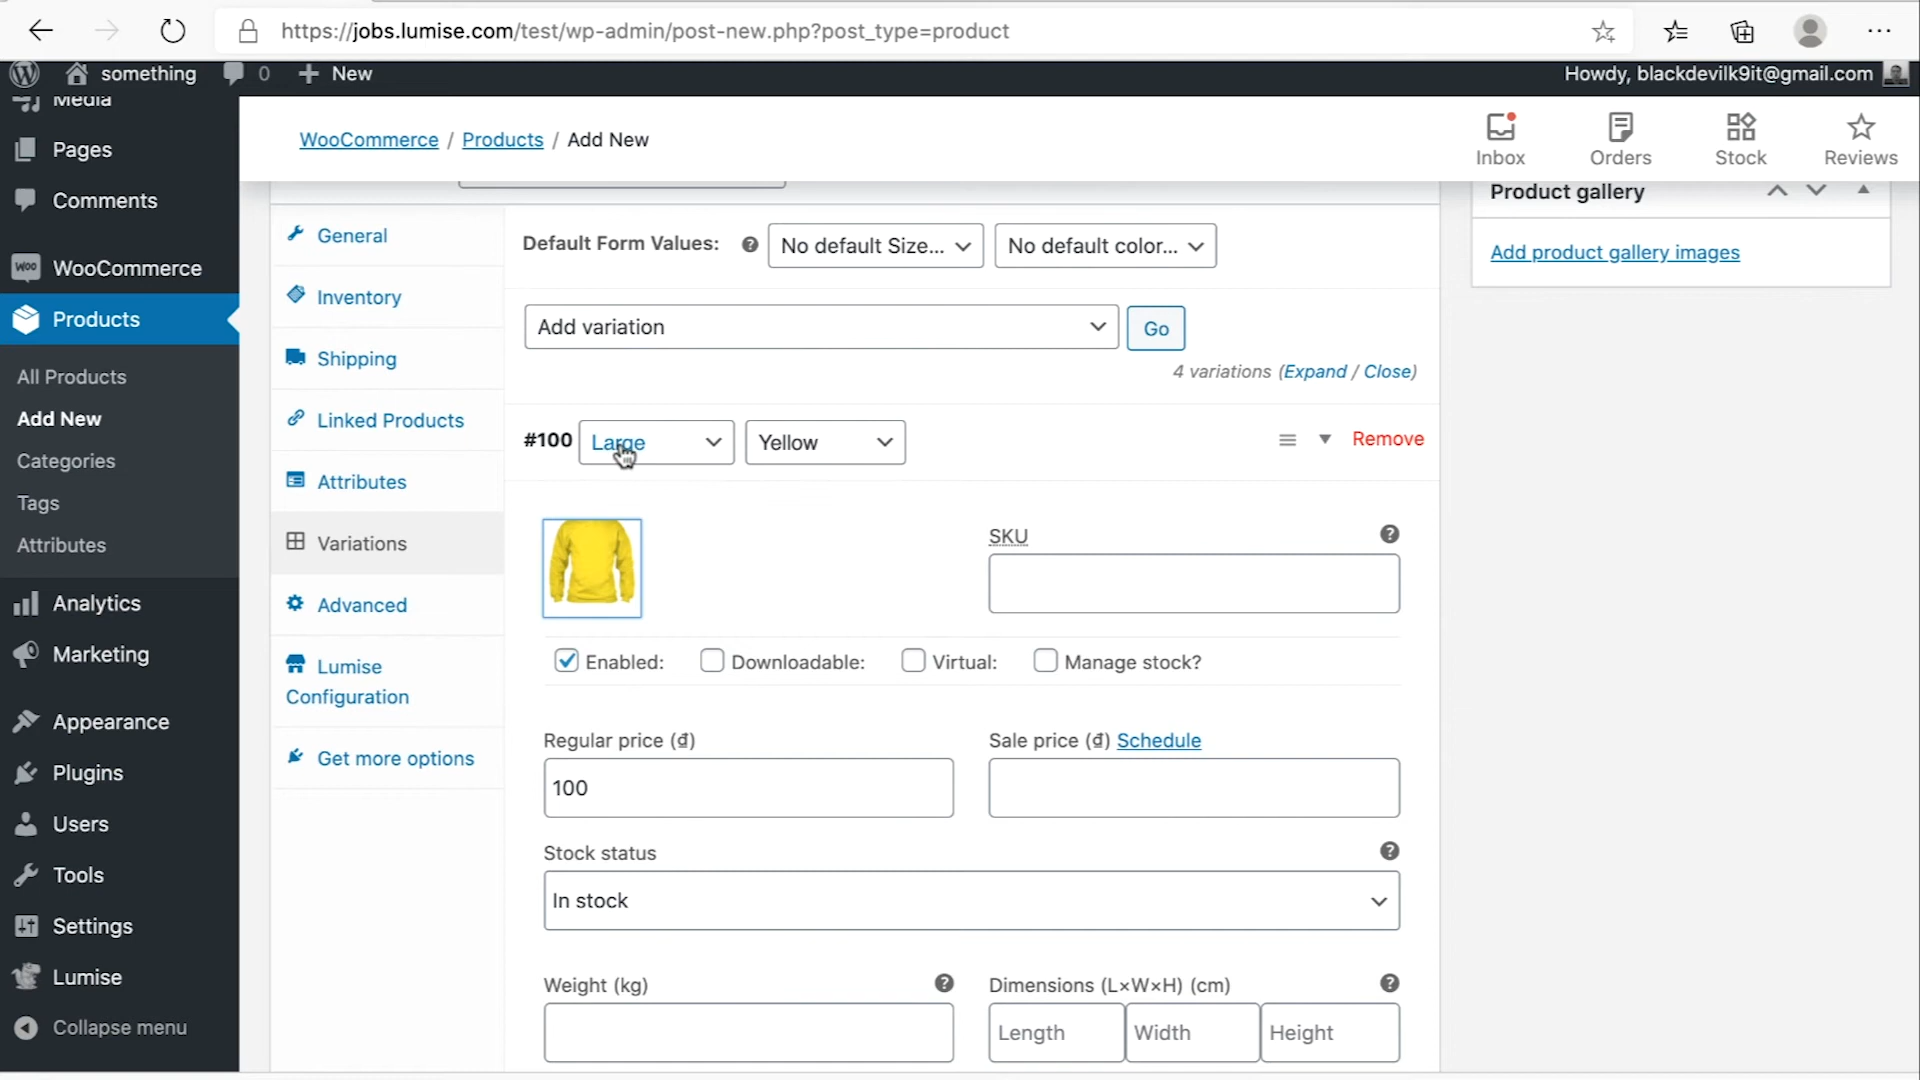 https://jobs.lumise.com/test/wp-admin/post-new.php?post_type=product
something 0 New Howdy, blackdevilk9it@gmail.com
Media
Pages
Comments
WooCommerce
Products
All Products
Add New
Categories
Tags
Attributes
Analytics
Marketing
Appearance
Plugins
Users
Tools
Settings
Lumise
Collapse menu
WooCommerce / Products / Add New
Inbox Orders Stock Reviews
General
Inventory
Shipping
Linked Products
Attributes
Variations
Advanced
Lumise
Configuration
Get more options
Default Form Values: No default Size... No default color...
Add variation Go
4 variations (Expand / Close)
#100 Large Yellow Remove
SKU
Enabled: Downloadable: Virtual: Manage stock?
Regular price (₫) Sale price (₫) Schedule
100
Stock status
In stock
Weight (kg) Dimensions (L×W×H) (cm)
Length Width Height
Product gallery
Add product gallery images